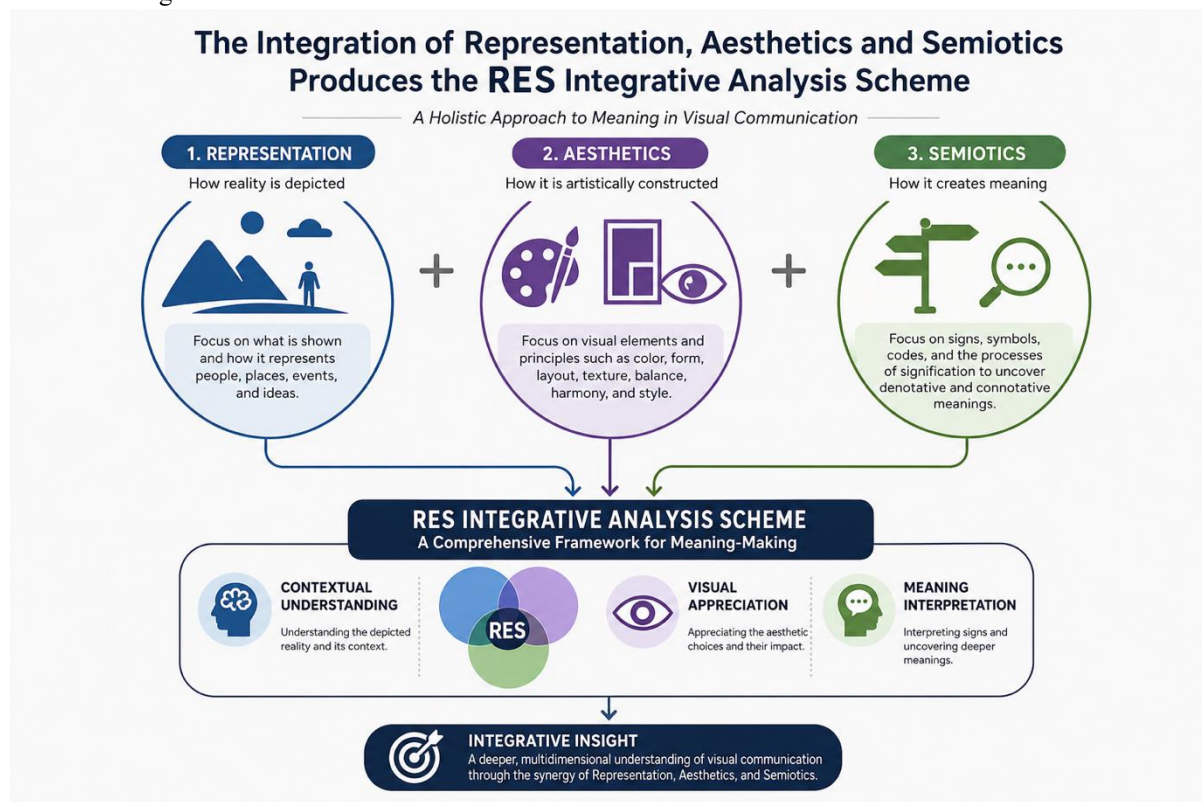 The Integration of Representation, Aesthetics and Semiotics
Produces the RES Integrative Analysis Scheme
A Holistic Approach to Meaning in Visual Communication
1. REPRESENTATION
How reality is depicted
Focus on what is shown
and how it represents
people, places, events,
and ideas.
2. AESTHETICS
How it is artistically constructed
Focus on visual elements and
principles such as color, form,
layout, texture, balance,
harmony, and style.
3. SEMIOTICS
How it creates meaning
Focus on signs, symbols,
codes, and the processes
of signification to uncover
denotative and connotative
meanings.
RES INTEGRATIVE ANALYSIS SCHEME
A Comprehensive Framework for Meaning-Making
CONTEXTUAL
UNDERSTANDING
Understanding the depicted
reality and its context.
RES
VISUAL
APPRECIATION
Appreciating the aesthetic
choices and their impact.
MEANING
INTERPRETATION
Interpreting signs and
uncovering deeper
meanings.
INTEGRATIVE INSIGHT
A deeper, multidimensional understanding of visual communication
through the synergy of Representation, Aesthetics, and Semiotics.